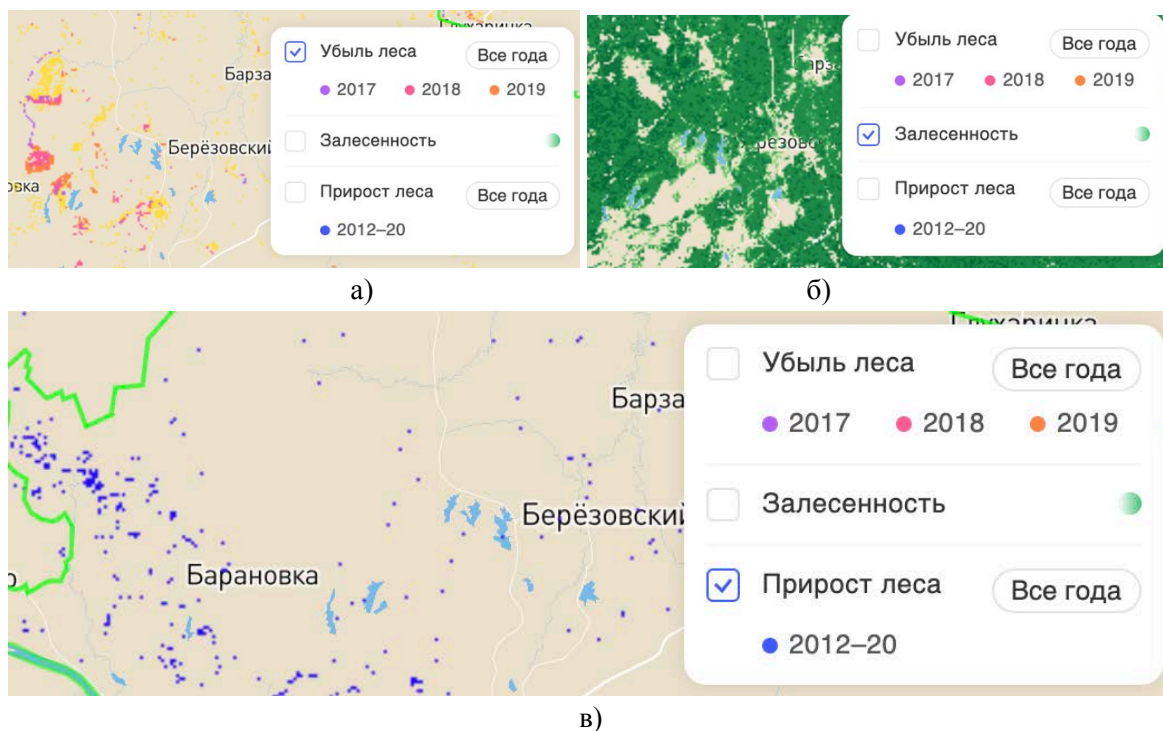 Убыль леса
Все года
2017 2018 2019
Залесенность
Прирост леса
Все года
2012–20
Барза
Берёзовский
овка
а)
Убыль леса
Все года
2017 2018 2019
Залесенность
Прирост леса
Все года
2012–20
б)
Глухаринка
Убыль леса
Все года
2017 2018 2019
Залесенность
Прирост леса
Все года
2012–20
Барза
Берёзовский
Барановка
в)